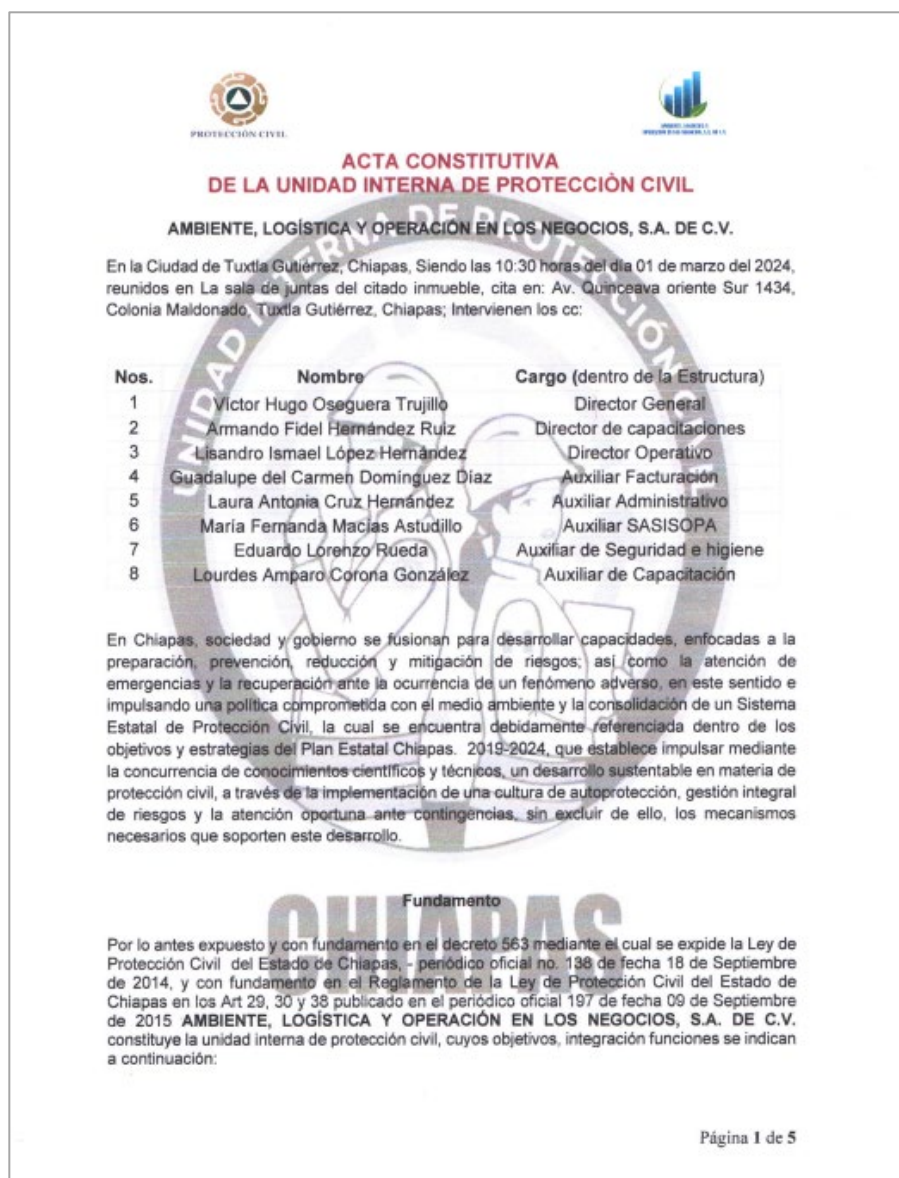 PROTECCIÓN CIVIL
ACTA CONSTITUTIVA
DE LA UNIDAD INTERNA DE PROTECCIÒN CIVIL
AMBIENTE, LOGÍSTICA Y OPERACIÓN EN LOS NEGOCIOS, S.A. DE C.V.
En la Ciudad de Tuxtla Gutiérrez, Chiapas, Siendo las 10:30 horas del día 01 de marzo del 2024,
reunidos en La sala de juntas del citado inmueble, cita en: Av. Quinceava oriente Sur 1434,
Colonia Maldonado, Tuxtla Gutiérrez, Chiapas; Intervienen los cc:
Nos. Nombre Cargo (dentro de la Estructura)
1 Victor Hugo Oseguera Trujillo Director General
2 Armando Fidel Hernández Ruiz Director de capacitaciones
3 Lisandro Ismael López Hernández Director Operativo
4 Guadalupe del Carmen Domínguez Díaz Auxiliar Facturación
5 Laura Antonia Cruz Hernández Auxiliar Administrativo
6 María Fernanda Macías Astudillo Auxiliar SASISOPA
7 Eduardo Lorenzo Rueda Auxiliar de Seguridad e higiene
8 Lourdes Amparo Corona González Auxiliar de Capacitación
En Chiapas, sociedad y gobierno se fusionan para desarrollar capacidades, enfocadas a la
preparación, prevención, reducción y mitigación de riesgos; así como la atención de
emergencias y la recuperación ante la ocurrencia de un fenómeno adverso, en este sentido e
impulsando una política comprometida con el medio ambiente y la consolidación de un Sistema
Estatal de Protección Civil, la cual se encuentra debidamente referenciada dentro de los
objetivos y estrategias del Plan Estatal Chiapas. 2019-2024, que establece impulsar mediante
la concurrencia de conocimientos científicos y técnicos, un desarrollo sustentable en materia de
protección civil, a través de la implementación de una cultura de autoprotección, gestión integral
de riesgos y la atención oportuna ante contingencias, sin excluir de ello, los mecanismos
necesarios que soporten este desarrollo.
Fundamento
Por lo antes expuesto y con fundamento en el decreto 563 mediante el cual se expide la Ley de
Protección Civil del Estado de Chiapas, - periódico oficial no. 138 de fecha 18 de Septiembre
de 2014, y con fundamento en el Reglamento de la Ley de Protección Civil del Estado de
Chiapas en los Art 29, 30 y 38 publicado en el periódico oficial 197 de fecha 09 de Septiembre
de 2015 AMBIENTE, LOGÍSTICA Y OPERACIÓN EN LOS NEGOCIOS, S.A. DE C.V.
constituye la unidad interna de protección civil, cuyos objetivos, integración funciones se indican
a continuación:
UNIDAD INTERNA DE PROTECCIÓN CIVIL
CHIAPAS
Página 1 de 5